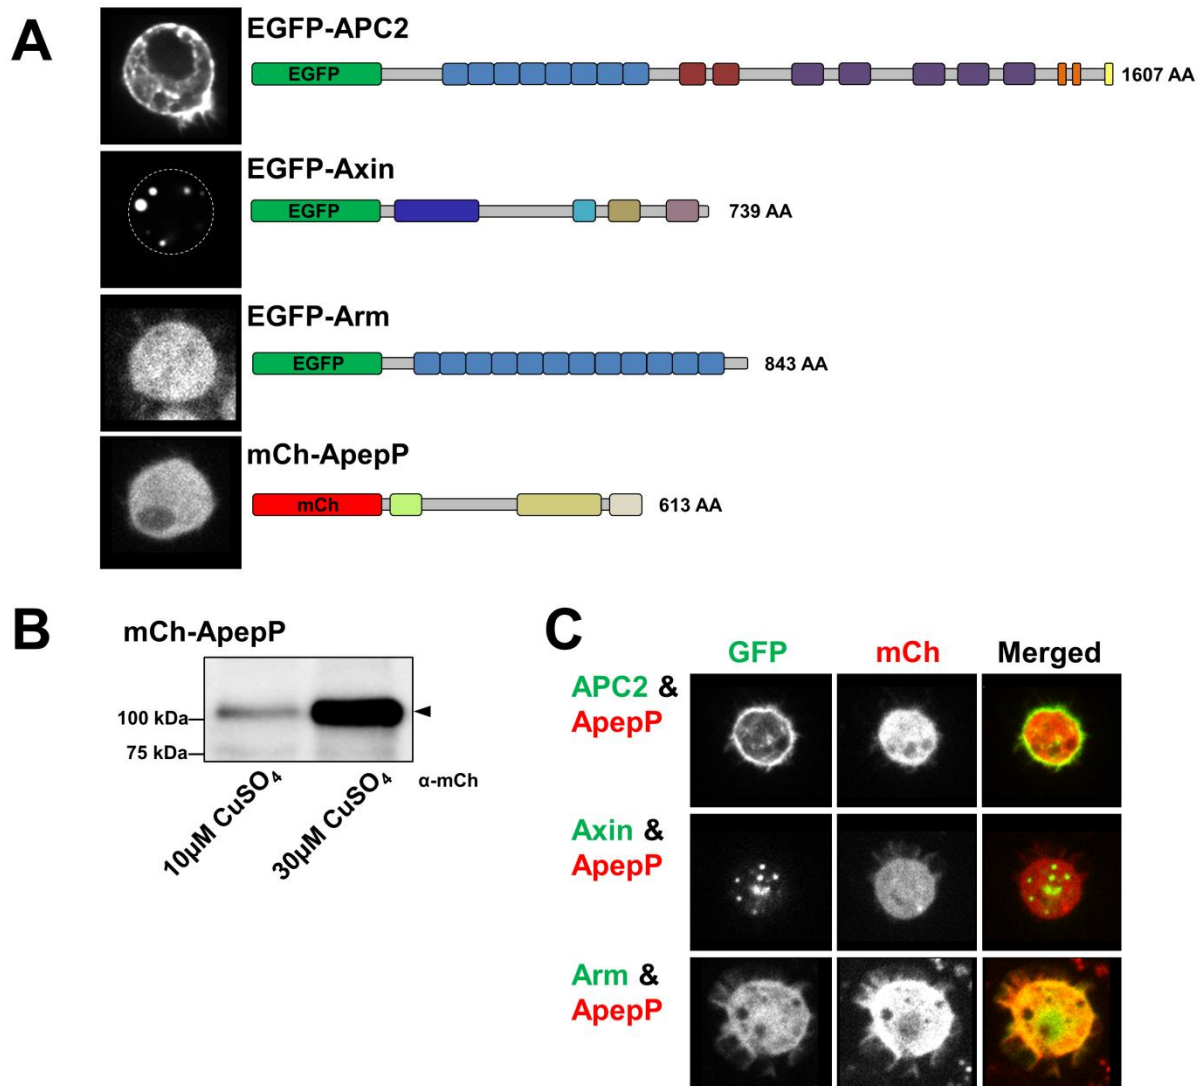 A
EGFP-APC2
EGFP
1607 AA
EGFP-Axin
EGFP
739 AA
EGFP-Arm
EGFP
843 AA
mCh-ApepP
mCh
613 AA
B
mCh-ApepP
100 kDa
75 kDa
α-mCh
10µM CuSO₄
30µM CuSO₄
C
GFP mCh Merged
APC2 &
ApepP
Axin &
ApepP
Arm &
ApepP